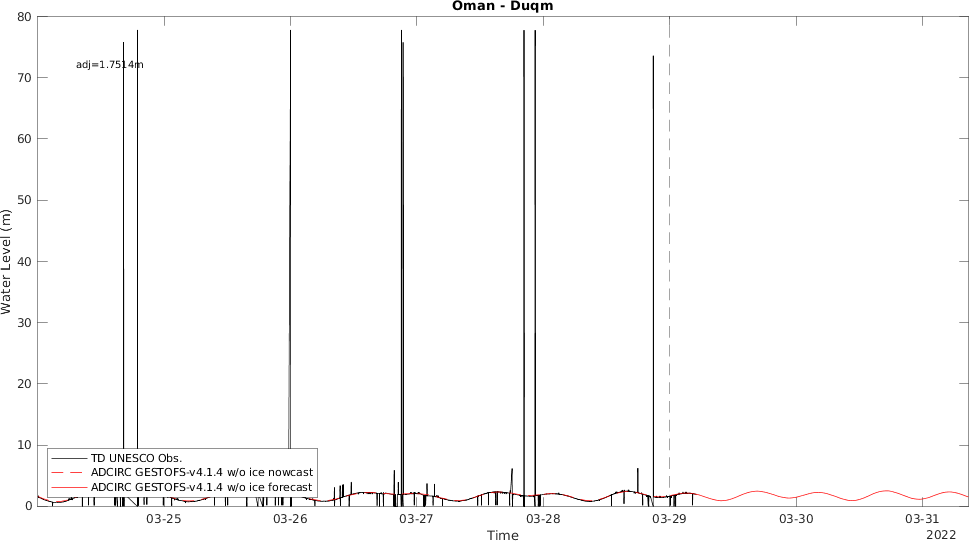 Oman - Duqm
80
adj=1.7514m
70
60
50
40
30
20
10
0
Water Level (m)
TD UNESCO Obs.
ADCIRC GESTOFS-v4.1.4 w/o ice nowcast
ADCIRC GESTOFS-v4.1.4 w/o ice forecast
03-25 03-26 03-27 03-28 03-29 03-30 03-31
Time
2022